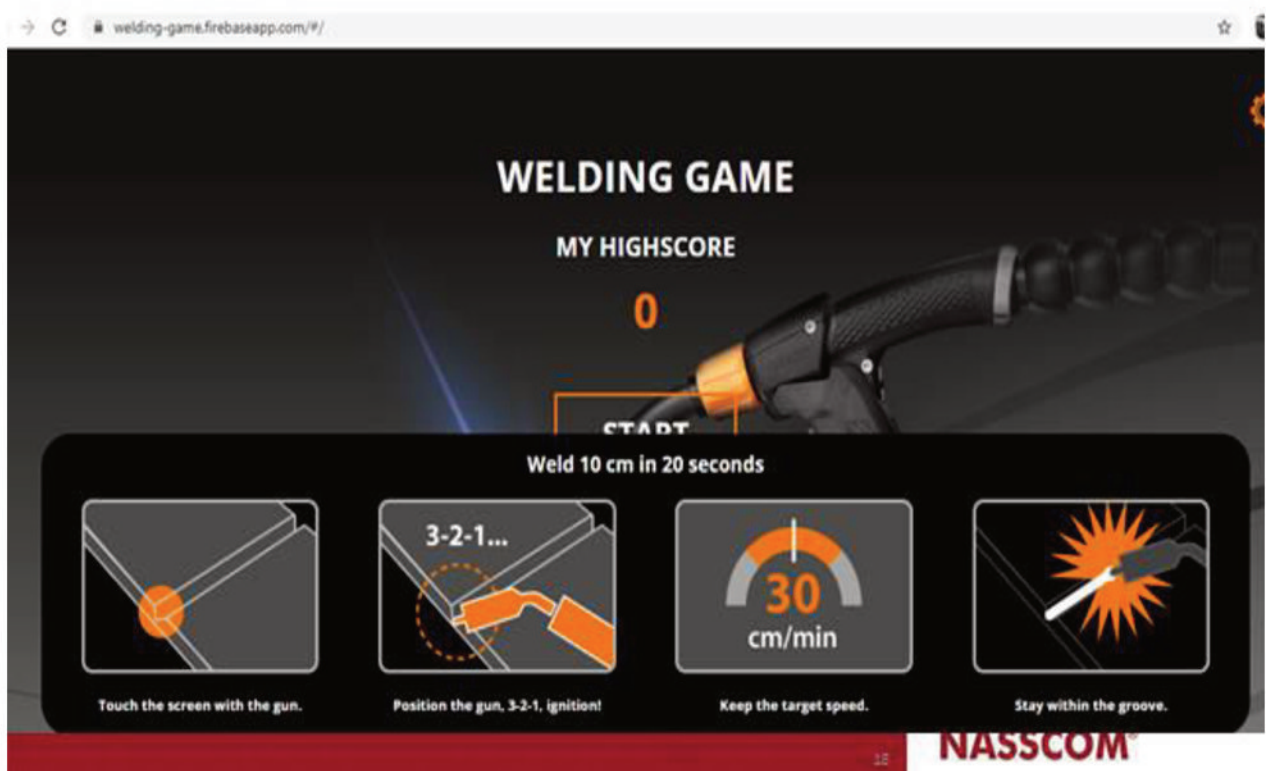 welding-game.firebaseapp.com/#/
WELDING GAME
MY HIGHSCORE
0
START
Weld 10 cm in 20 seconds
3-2-1...
30
cm/min
Touch the screen with the gun.
Position the gun, 3-2-1, ignition!
Keep the target speed.
Stay within the groove.
18
NASSCOM®